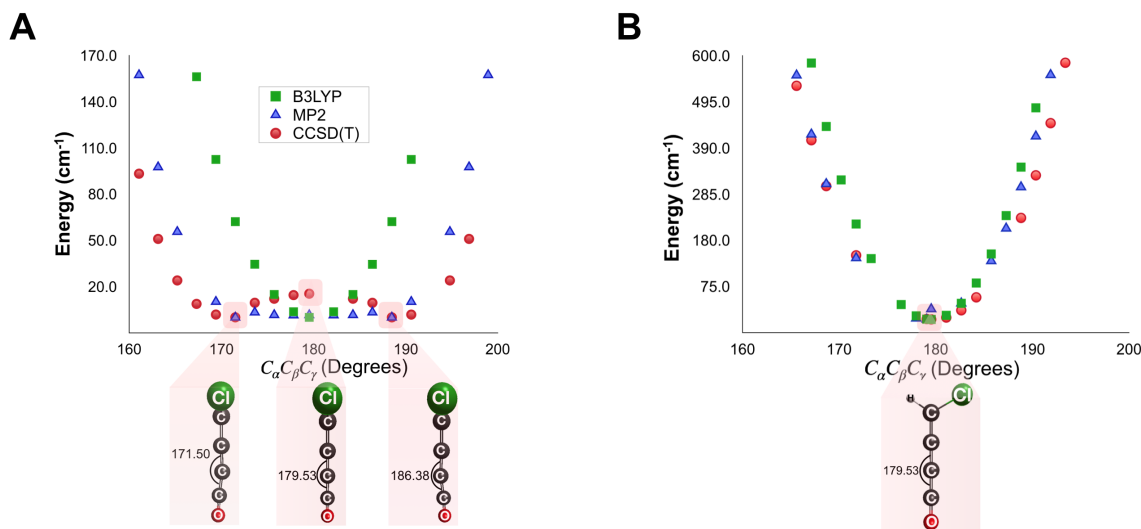 A
170.0
140.0
110.0
80.0
50.0
20.0
Energy (cm-1)
B3LYP
MP2
CCSD(T)
160
170
180
190
200
CαCβCγ (Degrees)
Cl
C
C
C
C
O
171.50
Cl
C
C
C
C
O
179.53
Cl
C
C
C
C
O
186.38
B
600.0
495.0
390.0
285.0
180.0
75.0
Energy (cm-1)
160
170
180
190
200
CαCβCγ (Degrees)
H
Cl
C
C
C
C
O
179.53